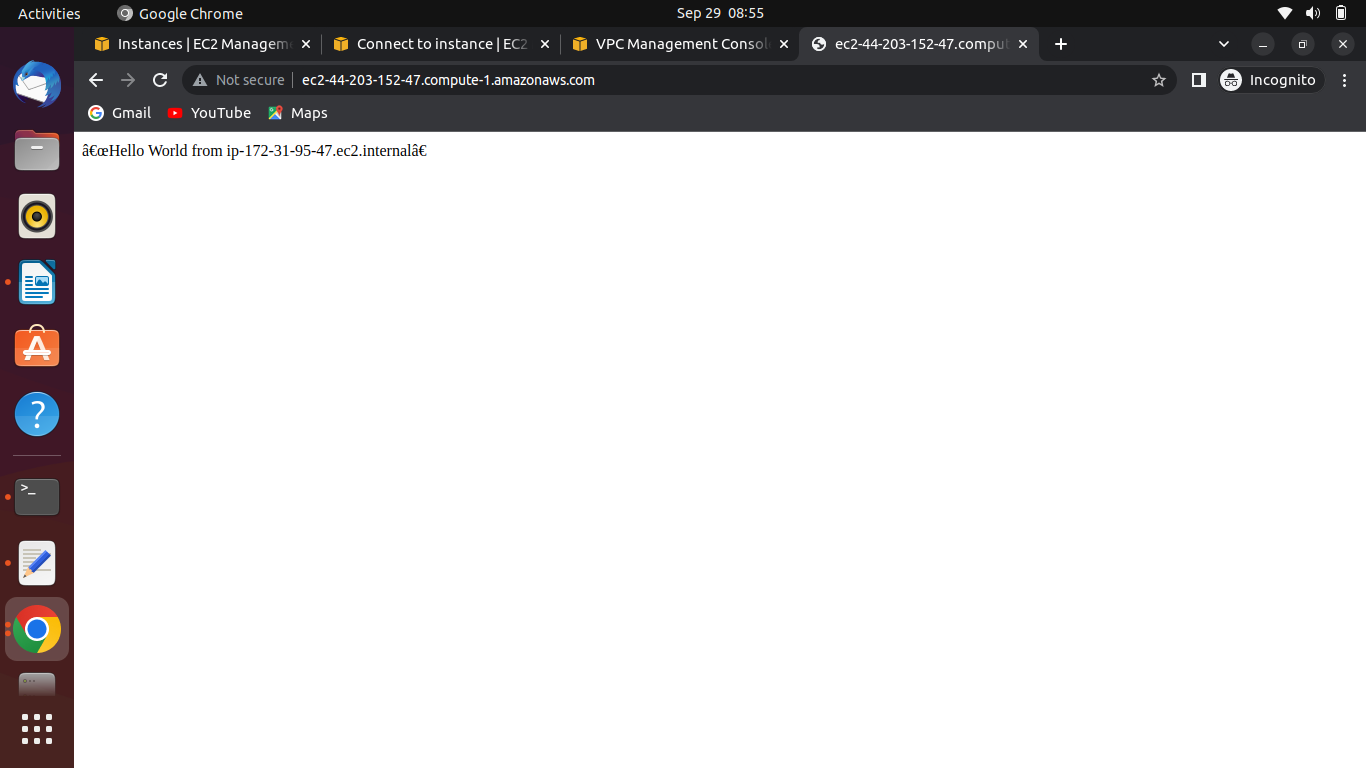 Activities Google Chrome Sep 29 08:55
Instances | EC2 Managem Connect to instance | EC2 VPC Management Consol ec2-44-203-152-47.comput
Not secure ec2-44-203-152-47.compute-1.amazonaws.com Incognito
Gmail YouTube Maps
â€œHello World from ip-172-31-95-47.ec2.internalâ€